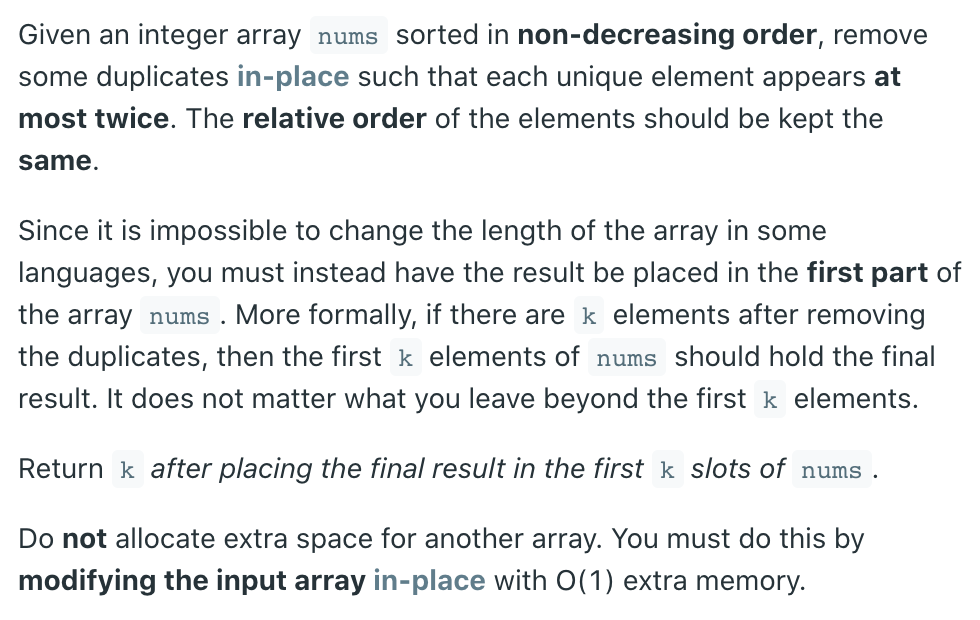 Given an integer array nums sorted in non-decreasing order, remove
some duplicates in-place such that each unique element appears at
most twice. The relative order of the elements should be kept the
same.
Since it is impossible to change the length of the array in some
languages, you must instead have the result be placed in the first part of
the array nums. More formally, if there are k elements after removing
the duplicates, then the first k elements of nums should hold the final
result. It does not matter what you leave beyond the first k elements.
Return k after placing the final result in the first k slots of nums.
Do not allocate extra space for another array. You must do this by
modifying the input array in-place with O(1) extra memory.